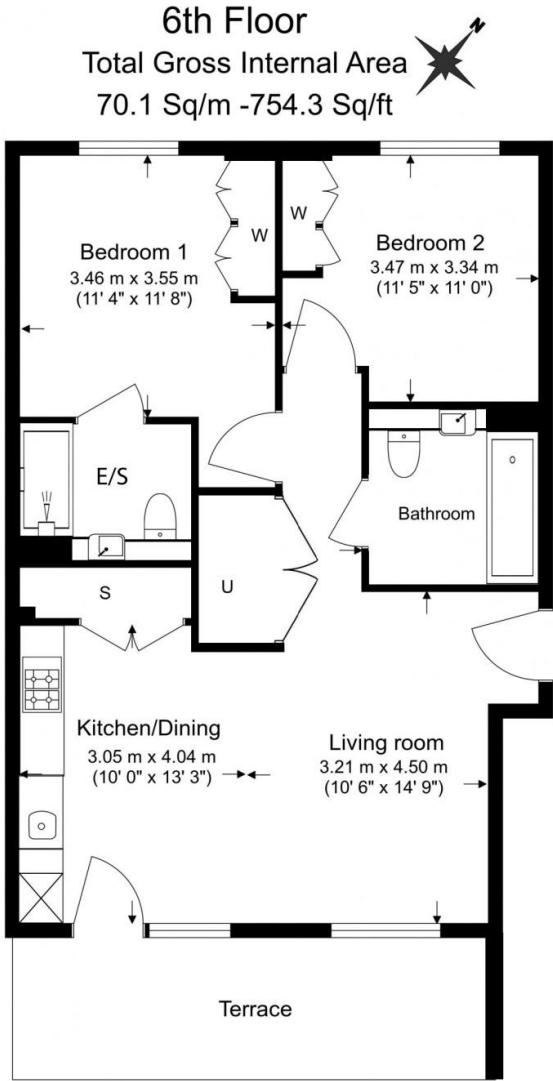 6th Floor
Total Gross Internal Area
70.1 Sq/m -754.3 Sq/ft
N
Bedroom 1
3.46 m x 3.55 m
(11' 4" x 11' 8")
W
W
Bedroom 2
3.47 m x 3.34 m
(11' 5" x 11' 0")
E/S
Bathroom
S
U
Kitchen/Dining
3.05 m x 4.04 m
(10' 0" x 13' 3")
Living room
3.21 m x 4.50 m
(10' 6" x 14' 9")
Terrace